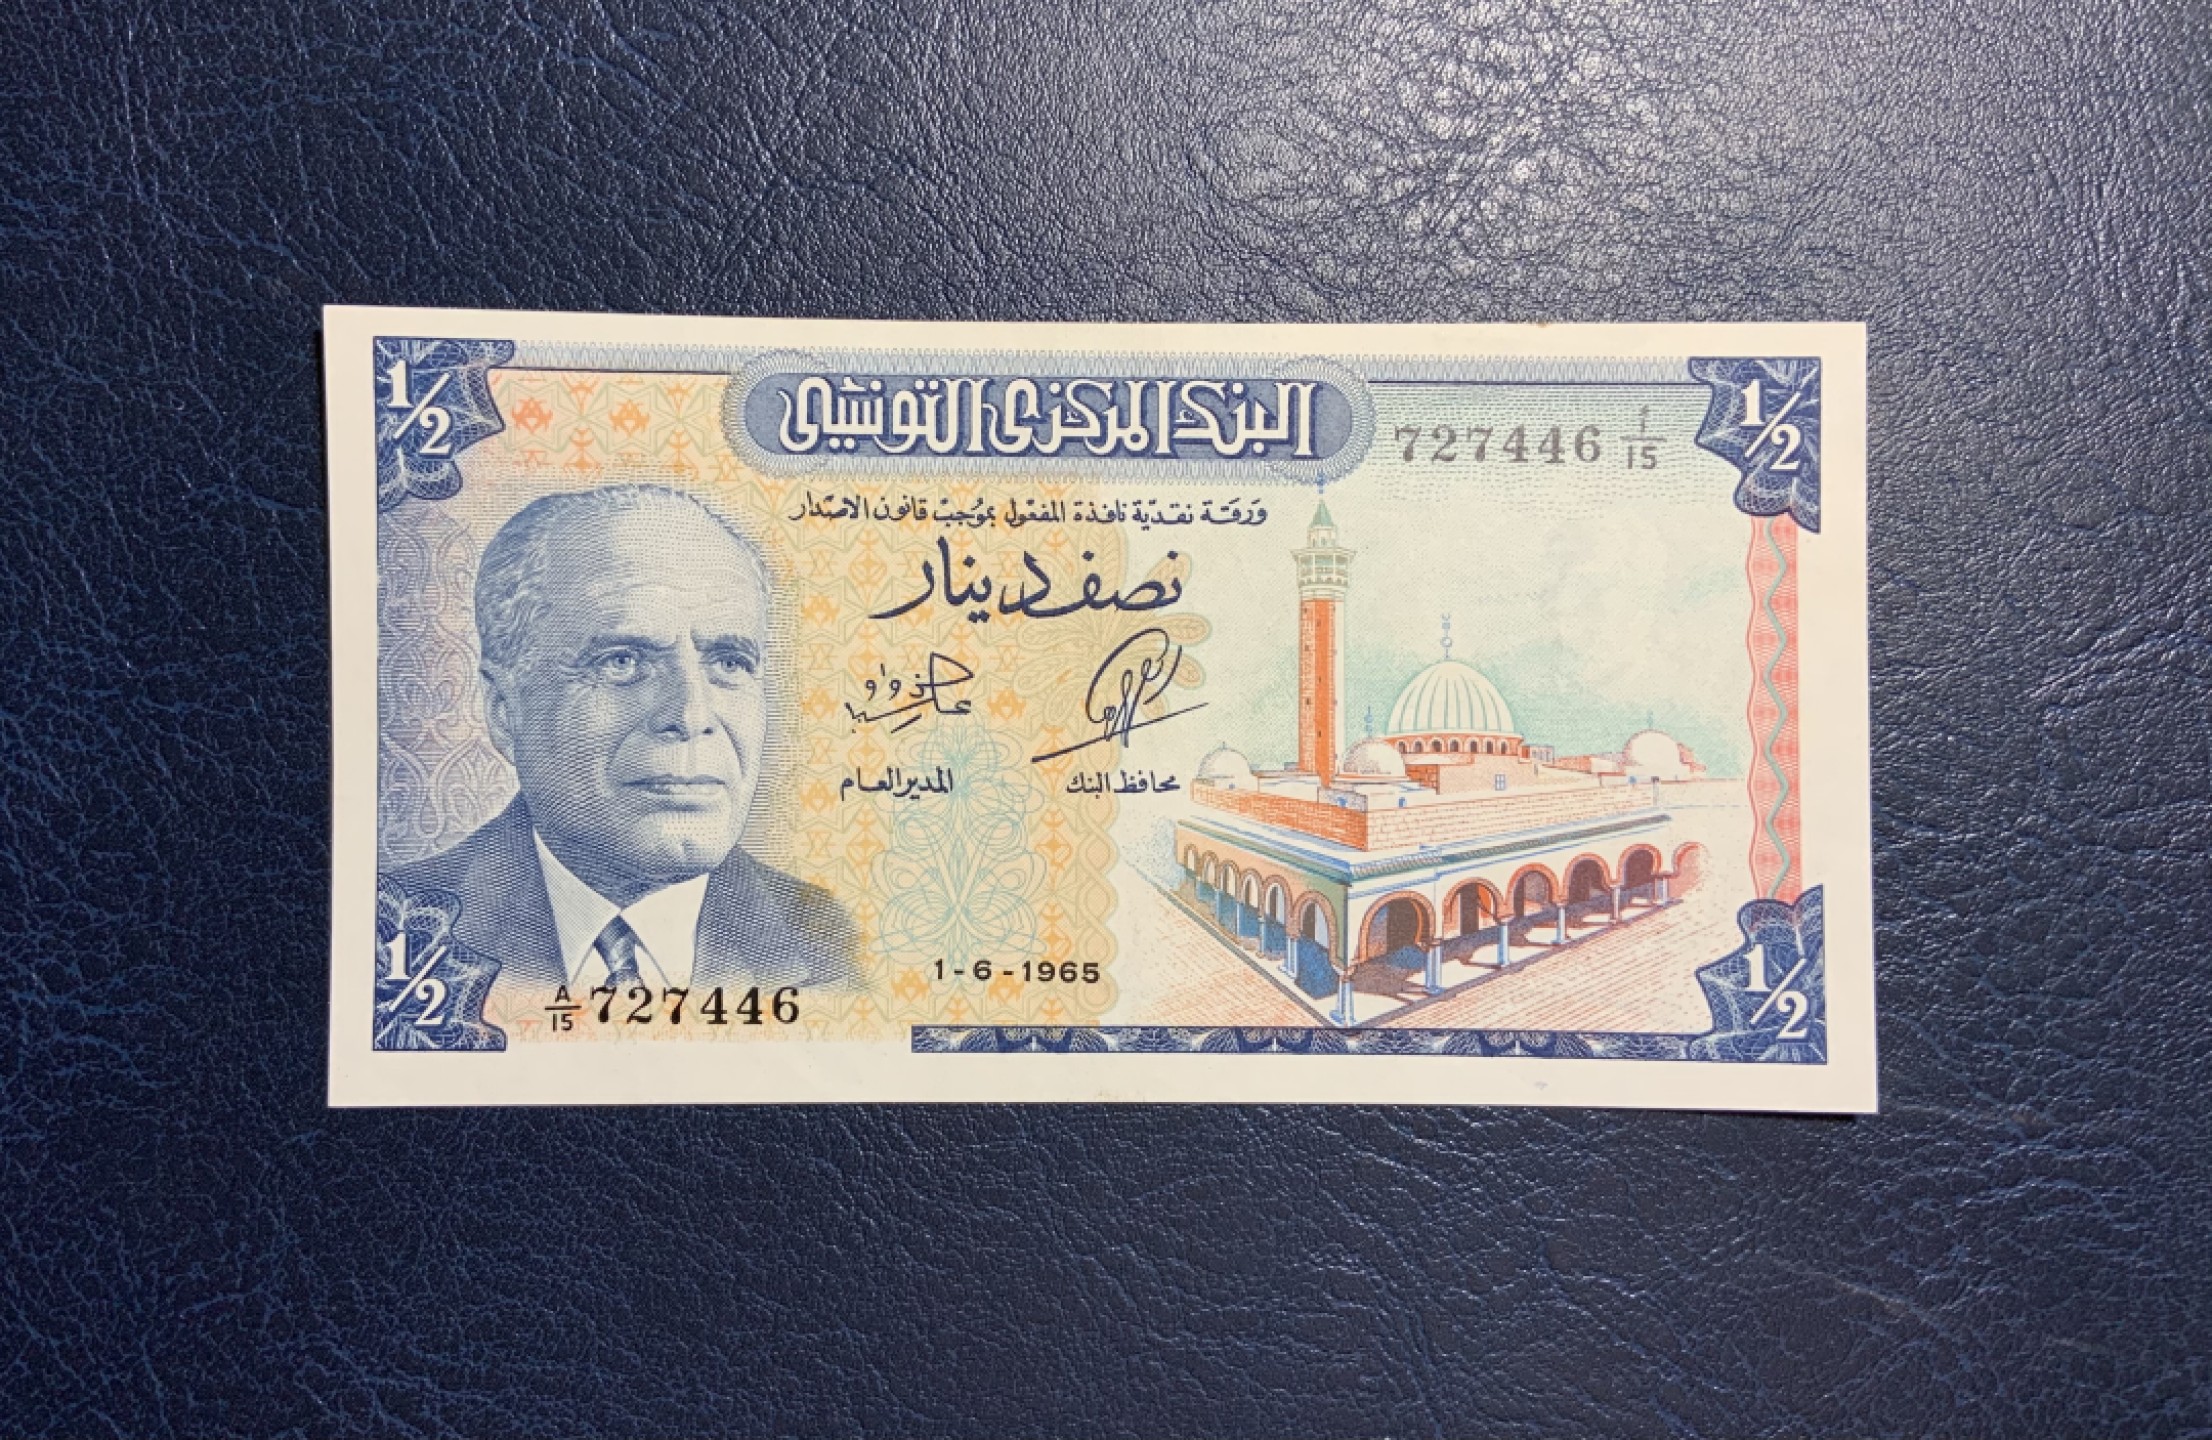 البنك المركزي التونسي
1/2
1/2
727446 أ/15
ورقة نقدية نافذة المفعول بموجب قانون الاصدار
نصف دينار
محافظ البنك
المدير العام
1-6-1965
A/15 727446
1/2
1/2